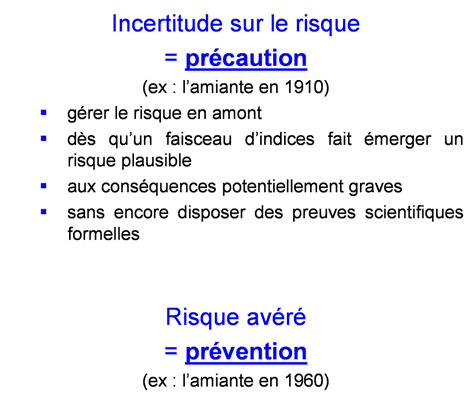 Incertitude sur le risque
= précaution
(ex : l'amiante en 1910)
▪ gérer le risque en amont
▪ dès qu'un faisceau d'indices fait émerger un
risque plausible
▪ aux conséquences potentiellement graves
▪ sans encore disposer des preuves scientifiques
formelles
Risque avéré
= prévention
(ex : l'amiante en 1960)